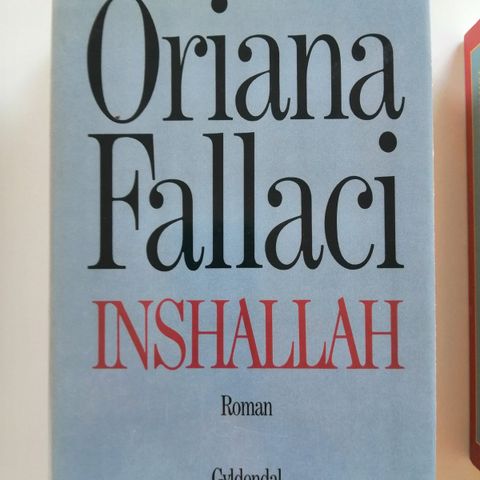 Oriana
Fallaci
INSHALLAH
Roman
Gyldendal